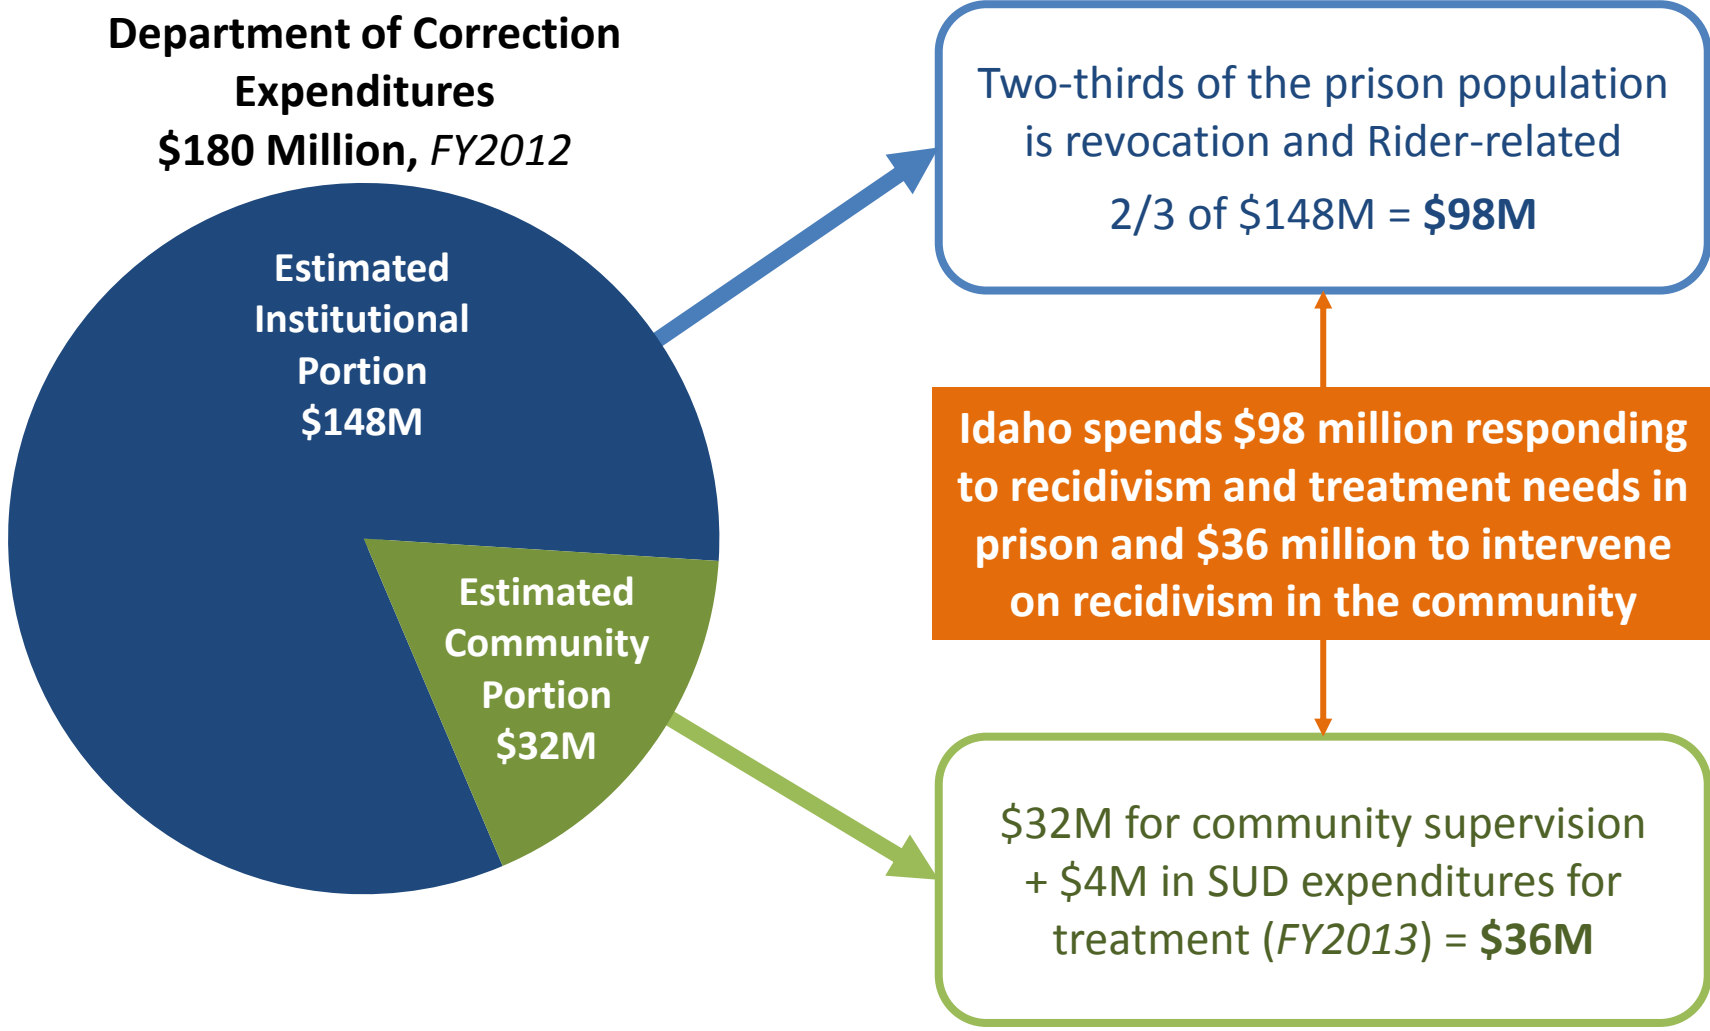 Department of Correction
Expenditures
$180 Million, FY2012
Estimated
Institutional
Portion
$148M
Estimated
Community
Portion
$32M
Two-thirds of the prison population
is revocation and Rider-related
2/3 of $148M = $98M
Idaho spends $98 million responding
to recidivism and treatment needs in
prison and $36 million to intervene
on recidivism in the community
$32M for community supervision
+ $4M in SUD expenditures for
treatment (FY2013) = $36M